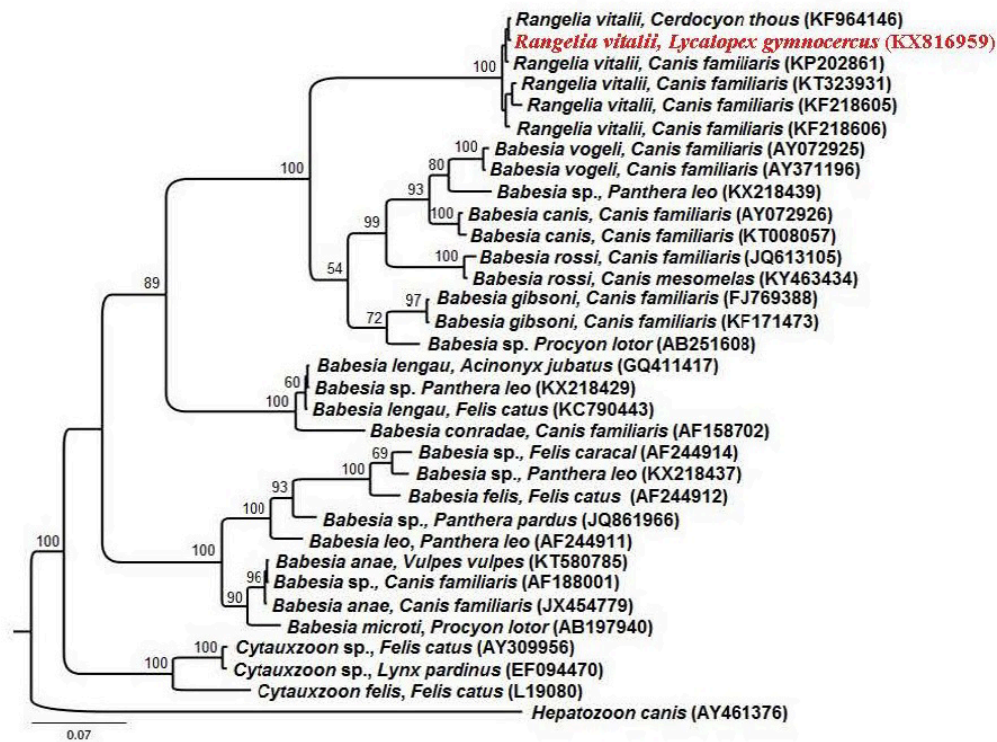 Rangelia vitalii, Cerdocyon thous (KF964146)
Rangelia vitalii, Lycalopex gymnocercus (KX816959)
100
Rangelia vitalii, Canis familiaris (KP202861)
Rangelia vitalii, Canis familiaris (KT323931)
Rangelia vitalii, Canis familiaris (KF218605)
Rangelia vitalii, Canis familiaris (KF218606)
100 Babesia vogeli, Canis familiaris (AY072925)
80 Babesia vogeli, Canis familiaris (AY371196)
100
93 Babesia sp., Panthera leo (KX218439)
100 Babesia canis, Canis familiaris (AY072926)
99 Babesia canis, Canis familiaris (KT008057)
100 Babesia rossi, Canis familiaris (JQ613105)
54 Babesia rossi, Canis mesomelas (KY463434)
89
97 Babesia gibsoni, Canis familiaris (FJ769388)
72 Babesia gibsoni, Canis familiaris (KF171473)
Babesia sp. Procyon lotor (AB251608)
Babesia lengau, Acinonyx jubatus (GQ411417)
60 Babesia sp. Panthera leo (KX218429)
100 Babesia lengau, Felis catus (KC790443)
Babesia conradae, Canis familiaris (AF158702)
69 Babesia sp., Felis caracal (AF244914)
100 Babesia sp., Panthera leo (KX218437)
93 Babesia felis, Felis catus (AF244912)
100 Babesia sp., Panthera pardus (JQ861966)
100 Babesia leo, Panthera leo (AF244911)
100 Babesia anae, Vulpes vulpes (KT580785)
96 Babesia sp., Canis familiaris (AF188001)
90 Babesia anae, Canis familiaris (JX454779)
Babesia microti, Procyon lotor (AB197940)
100 Cytauxzoon sp., Felis catus (AY309956)
100 Cytauxzoon sp., Lynx pardinus (EF094470)
Cytauxzoon felis, Felis catus (L19080)
Hepatozoon canis (AY461376)
0.07